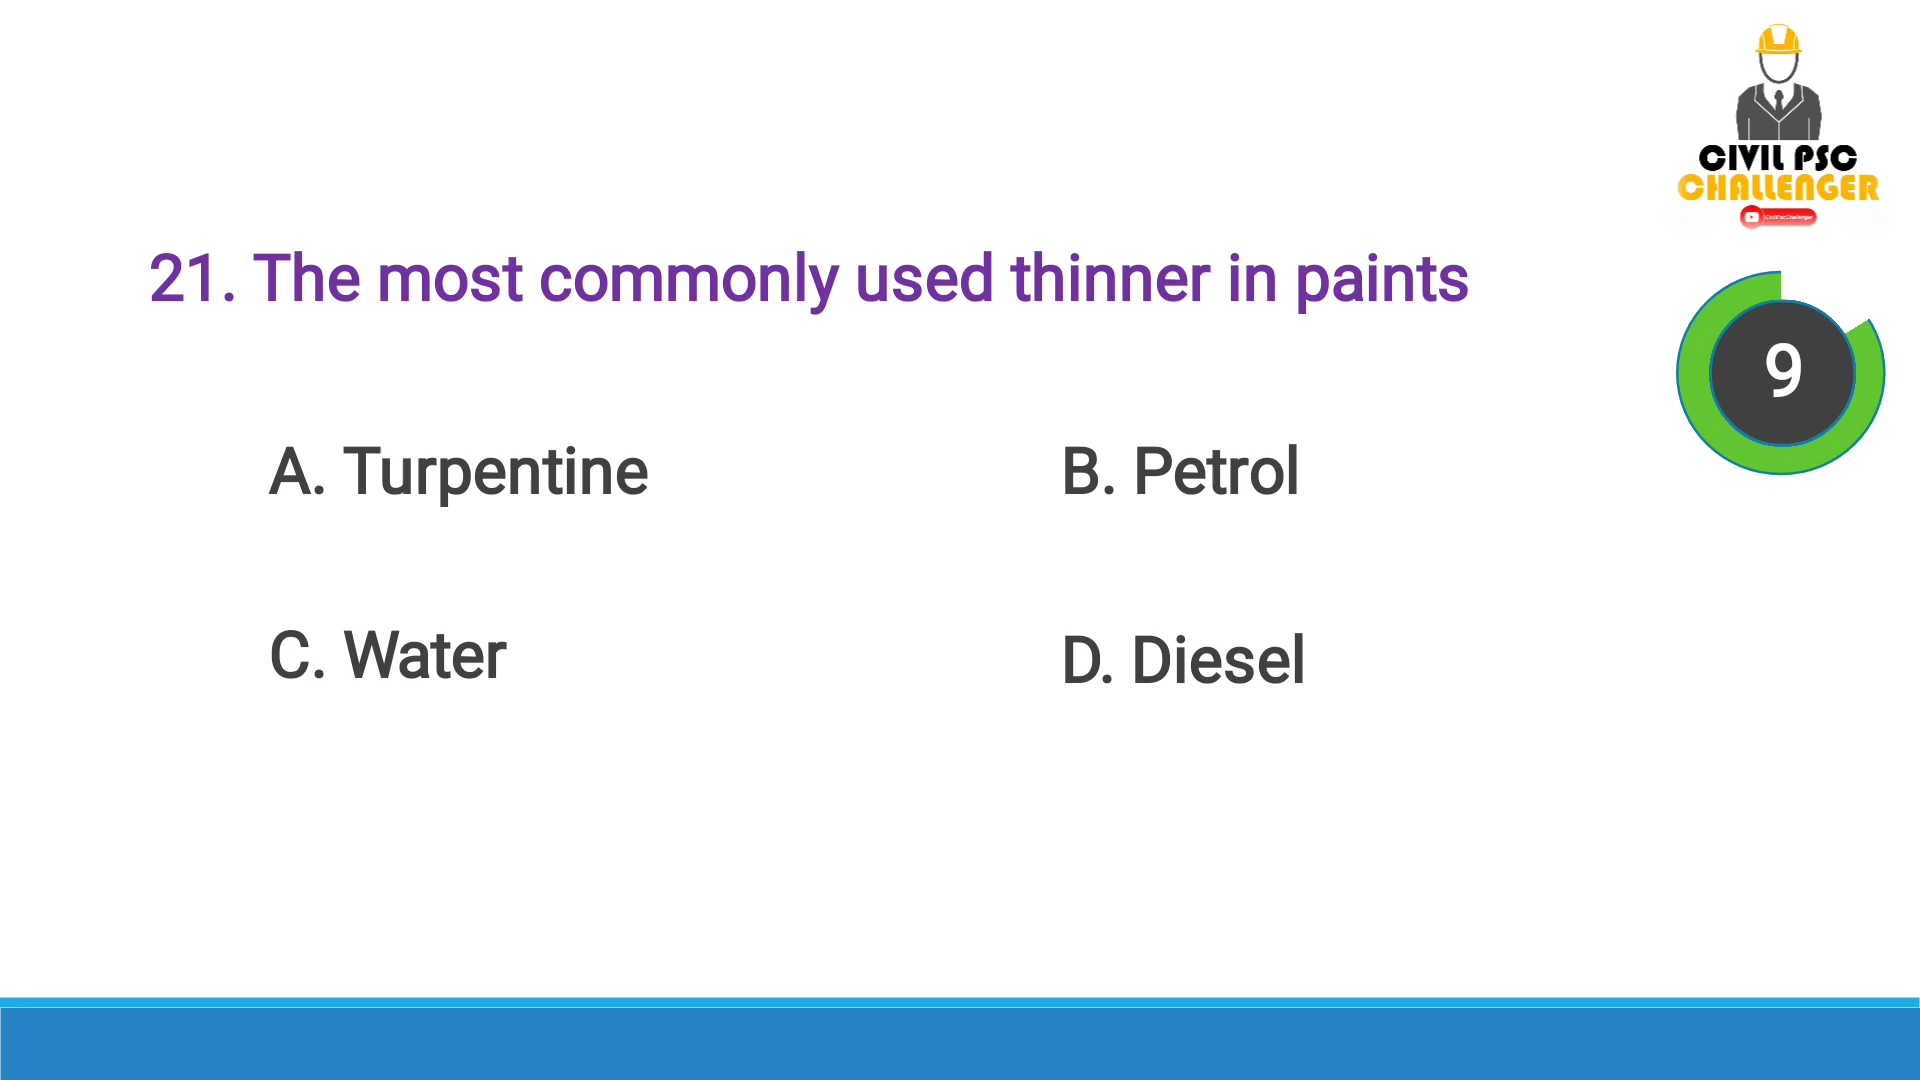 CIVIL PSC
CHALLENGER
21. The most commonly used thinner in paints
9
A. Turpentine
B. Petrol
C. Water
D. Diesel